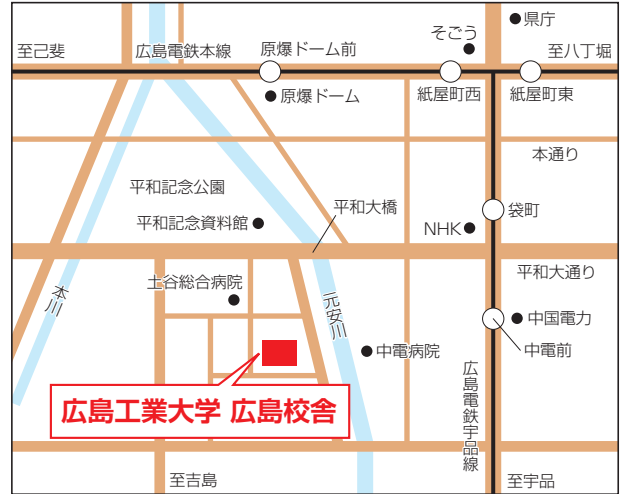 県庁
そごう
至己斐
広島電鉄本線
原爆ドーム前
至八丁堀
原爆ドーム
紙屋町西
紙屋町東
本通り
平和記念公園
平和大橋
袋町
平和記念資料館
NHK
平和大通り
土谷総合病院
本川
元安川
中国電力
中電病院
中電前
広島電鉄宇品線
広島工業大学 広島校舎
至吉島
至宇品